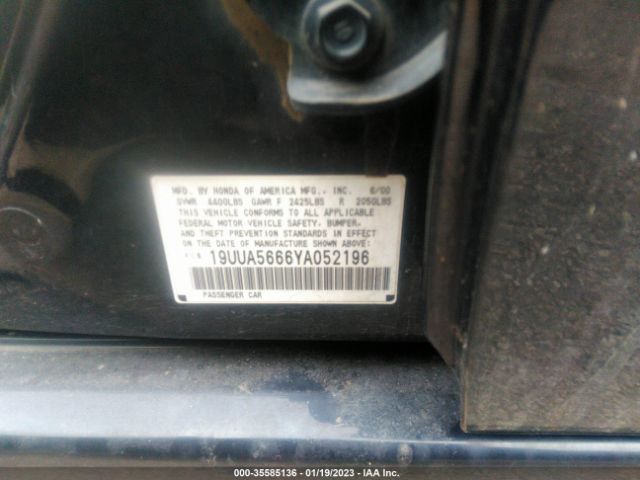 MFD. BY HONDA OF AMERICA MFG., INC. 6/00
GVWR 4400LBS GAWR F 2425LBS R 2050LBS
THIS VEHICLE CONFORMS TO ALL APPLICABLE
FEDERAL MOTOR VEHICLE SAFETY, BUMPER,
AND THEFT PREVENTION STANDARDS IN EFFECT
ON THE DATE OF MANUFACTURE SHOWN ABOVE.
19UUA5666YA052196
PASSENGER CAR
000-35585136 - 01/19/2023 - IAA Inc.